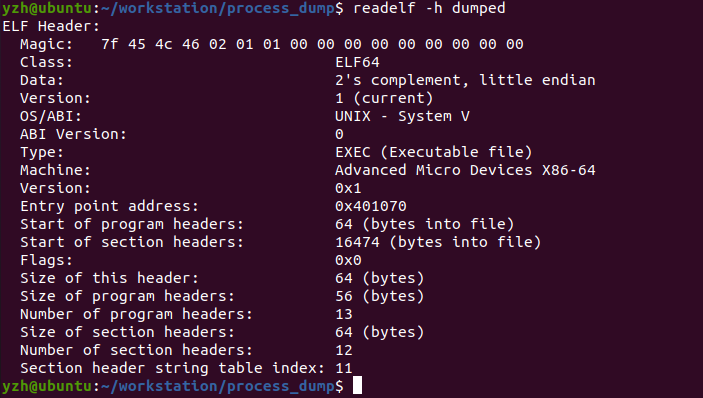 yzh@ubuntu:~/workstation/process_dump$ readelf -h dumped
ELF Header:
  Magic:   7f 45 4c 46 02 01 01 00 00 00 00 00 00 00 00 00
  Class:                             ELF64
  Data:                              2's complement, little endian
  Version:                           1 (current)
  OS/ABI:                            UNIX - System V
  ABI Version:                       0
  Type:                              EXEC (Executable file)
  Machine:                           Advanced Micro Devices X86-64
  Version:                           0x1
  Entry point address:               0x401070
  Start of program headers:          64 (bytes into file)
  Start of section headers:          16474 (bytes into file)
  Flags:                             0x0
  Size of this header:               64 (bytes)
  Size of program headers:           56 (bytes)
  Number of program headers:         13
  Size of section headers:           64 (bytes)
  Number of section headers:         12
  Section header string table index: 11
yzh@ubuntu:~/workstation/process_dump$